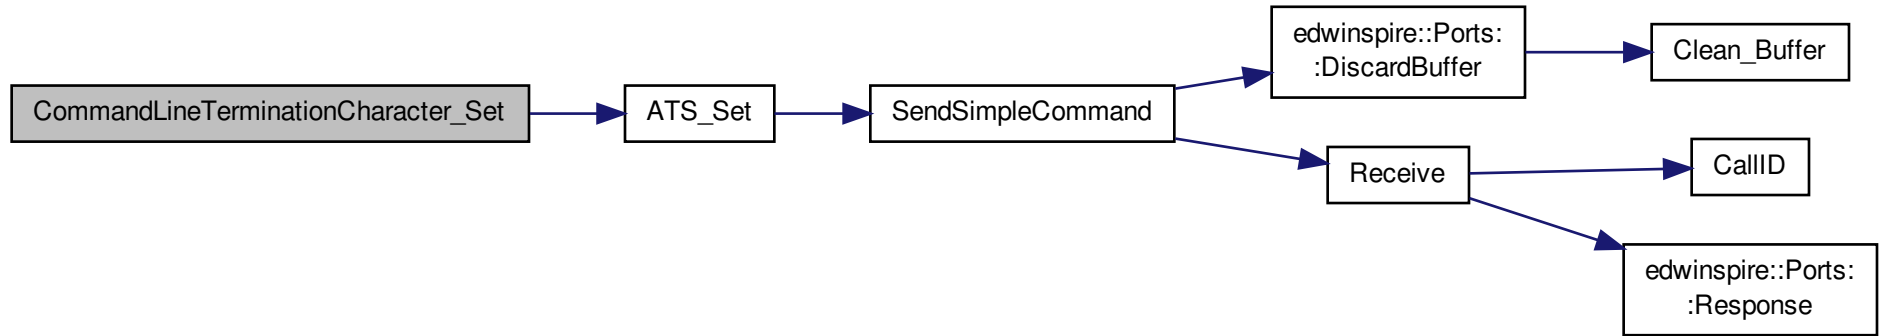 CommandLineTerminationCharacter_Set
ATS_Set
SendSimpleCommand
edwinspire::Ports:
:DiscardBuffer
Clean_Buffer
Receive
CallID
edwinspire::Ports:
:Response